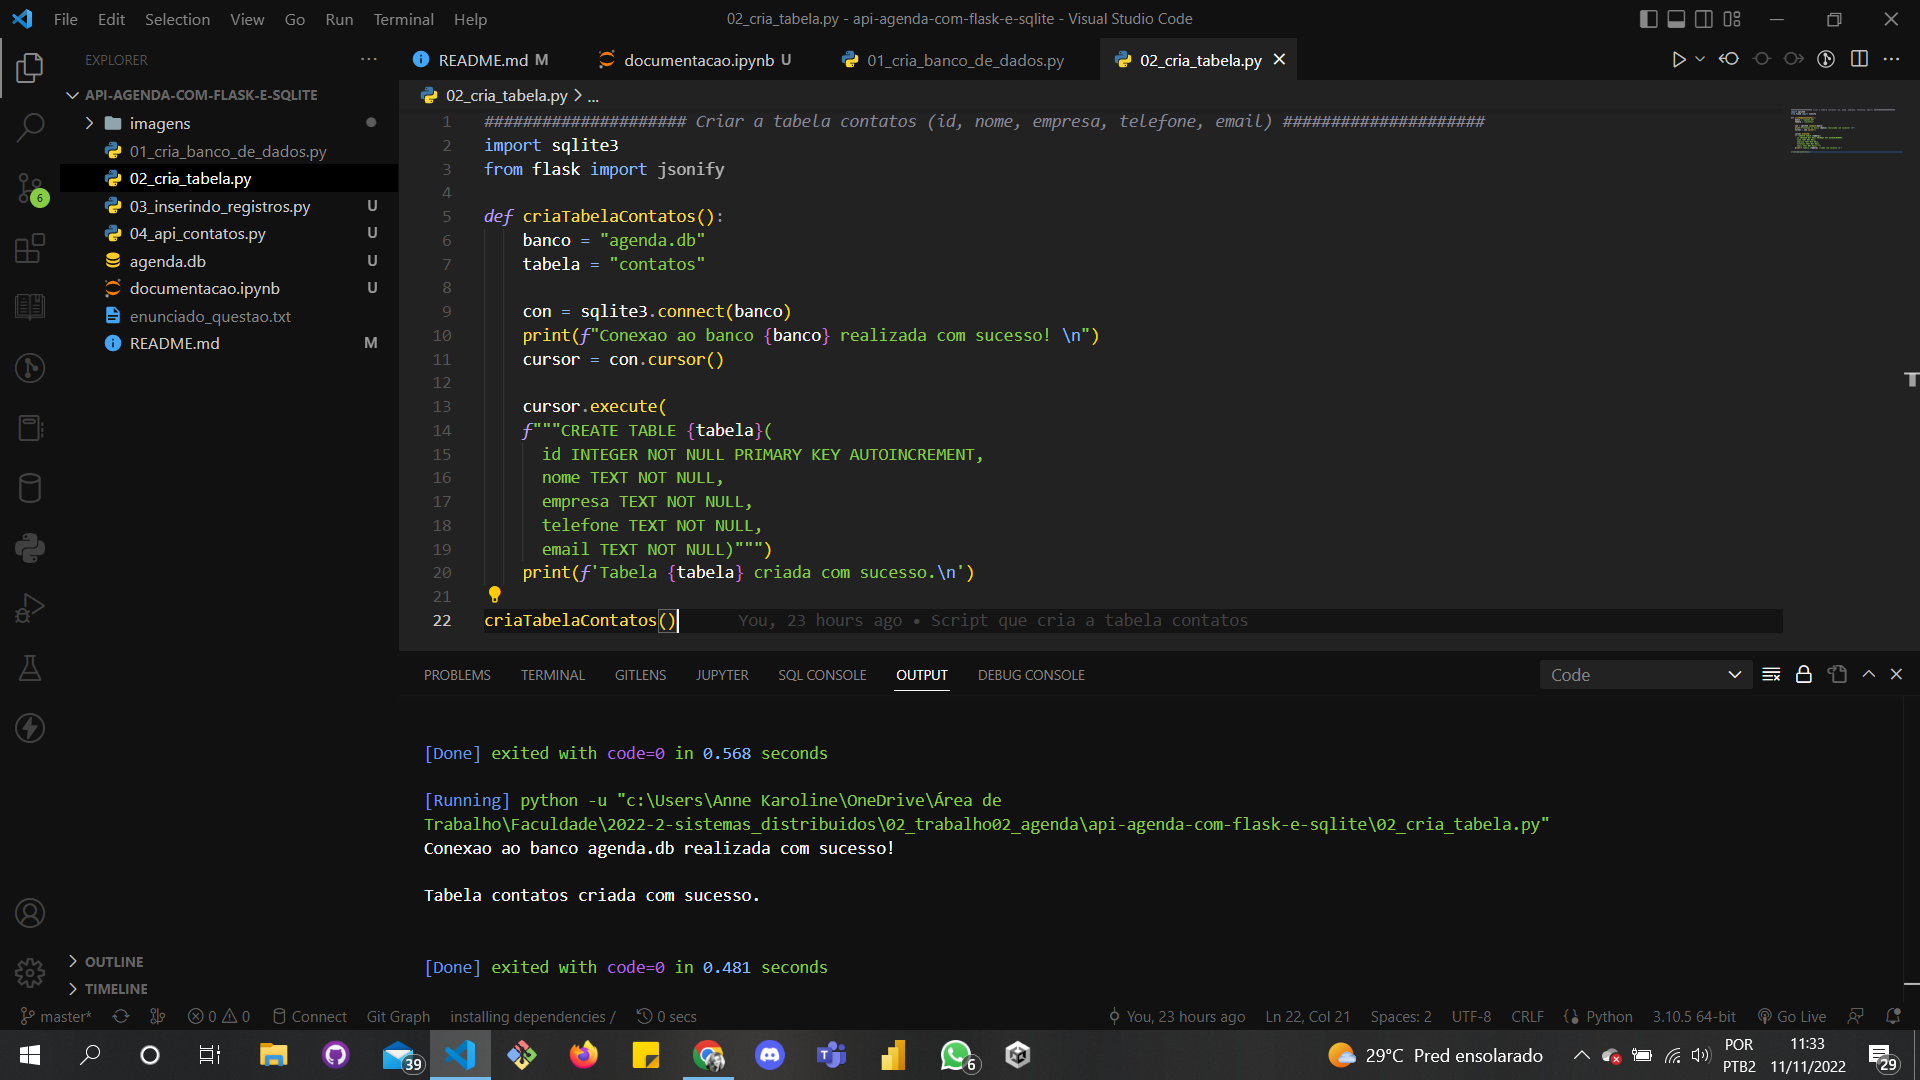 File Edit Selection View Go Run Terminal Help
02_cria_tabela.py - api-agenda-com-flask-e-sqlite - Visual Studio Code
EXPLORER
API-AGENDA-COM-FLASK-E-SQLITE
imagens
01_cria_banco_de_dados.py
02_cria_tabela.py
03_inserindo_registros.py U
04_api_contatos.py U
agenda.db U
documentacao.ipynb U
enunciado_questao.txt
README.md M
6
OUTLINE
TIMELINE
README.md M documentacao.ipynb U 01_cria_banco_de_dados.py 02_cria_tabela.py
02_cria_tabela.py > ...
1 ##################### Criar a tabela contatos (id, nome, empresa, telefone, email) #####################
2 import sqlite3
3 from flask import jsonify
4
5 def criaTabelaContatos():
6 banco = "agenda.db"
7 tabela = "contatos"
8
9 con = sqlite3.connect(banco)
10 print(f"Conexao ao banco {banco} realizada com sucesso! \n")
11 cursor = con.cursor()
12
13 cursor.execute(
14 f"""CREATE TABLE {tabela}(
15 id INTEGER NOT NULL PRIMARY KEY AUTOINCREMENT,
16 nome TEXT NOT NULL,
17 empresa TEXT NOT NULL,
18 telefone TEXT NOT NULL,
19 email TEXT NOT NULL)""")
20 print(f'Tabela {tabela} criada com sucesso.\n')
21
22 criaTabelaContatos() You, 23 hours ago • Script que cria a tabela contatos
PROBLEMS TERMINAL GITLENS JUPYTER SQL CONSOLE OUTPUT DEBUG CONSOLE Code
[Done] exited with code=0 in 0.568 seconds
[Running] python -u "c:\Users\Anne Karoline\OneDrive\Área de
Trabalho\Faculdade\2022-2-sistemas_distribuidos\02_trabalho02_agenda\api-agenda-com-flask-e-sqlite\02_cria_tabela.py"
Conexao ao banco agenda.db realizada com sucesso!
Tabela contatos criada com sucesso.
[Done] exited with code=0 in 0.481 seconds
master* 0 0 Connect Git Graph installing dependencies / 0 secs You, 23 hours ago Ln 22, Col 21 Spaces: 2 UTF-8 CRLF Python 3.10.5 64-bit Go Live
39 6 29°C Pred ensolarado POR 11:33
PTB2 11/11/2022 29